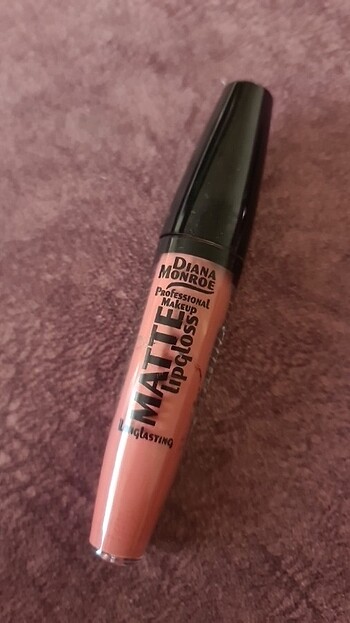 DIANA
MONROE
PROFESSIONAL
MAKEUP
MATTE
lipgloss
LONGLASTING